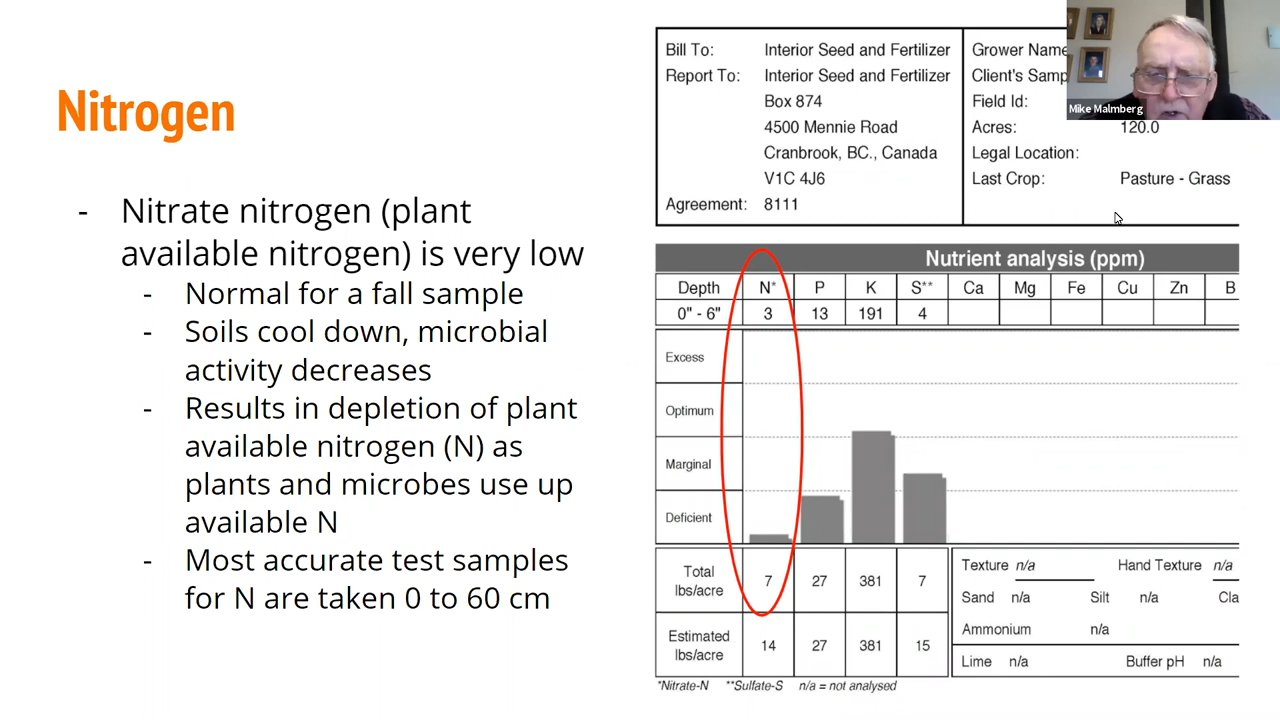 Nitrogen
- Nitrate nitrogen (plant
available nitrogen) is very low
- Normal for a fall sample
- Soils cool down, microbial
activity decreases
- Results in depletion of plant
available nitrogen (N) as
plants and microbes use up
available N
- Most accurate test samples
for N are taken 0 to 60 cm
Bill To: Interior Seed and Fertilizer
Report To: Interior Seed and Fertilizer
Box 874
4500 Mennie Road
Cranbrook, BC., Canada
V1C 4J6
Agreement: 8111
Grower Name
Client's Samp
Field Id:
Acres: 120.0
Legal Location:
Last Crop: Pasture - Grass
Mike Malmberg
Nutrient analysis (ppm)
Depth N* P K S** Ca Mg Fe Cu Zn B
0" - 6" 3 13 191 4
Excess
Optimum
Marginal
Deficient
Total
lbs/acre 7 27 381 7
Estimated
lbs/acre 14 27 381 15
Texture n/a Hand Texture n/a
Sand n/a Silt n/a Cla
Ammonium n/a
Lime n/a Buffer pH n/a
*Nitrate-N **Sulfate-S n/a = not analysed